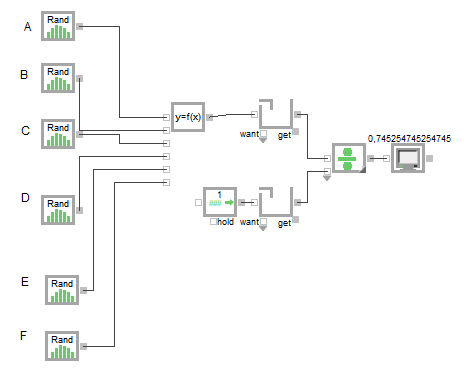 A
Rand
B
Rand
C
Rand
D
Rand
E
Rand
F
Rand
y=f(x)
want
get
0,745254745254745
1
###
hold
want
get